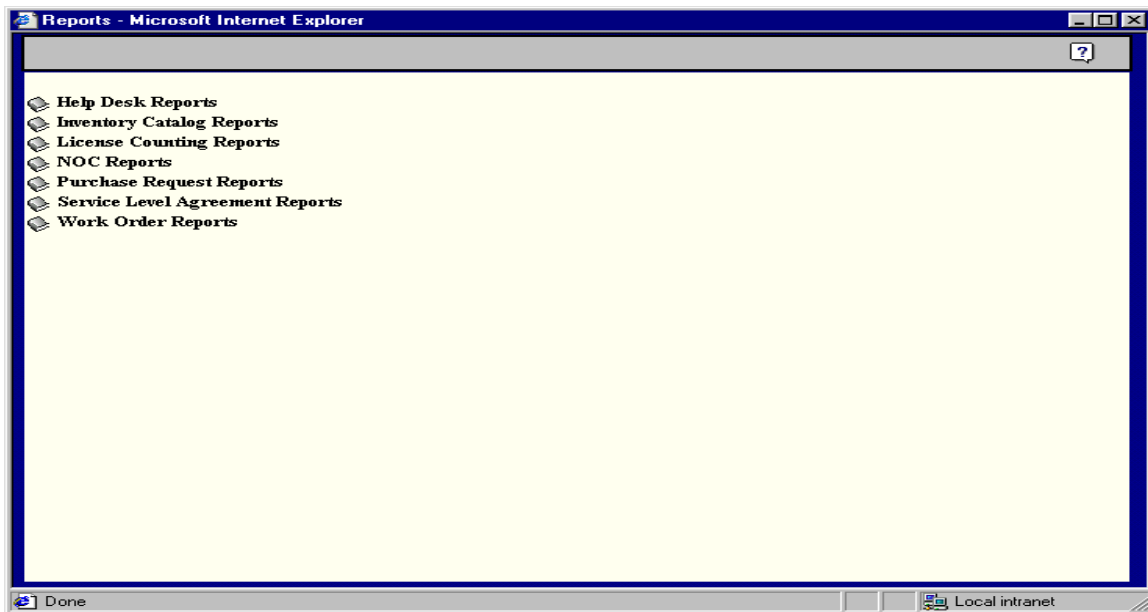 Reports - Microsoft Internet Explorer
?
Help Desk Reports
Inventory Catalog Reports
License Counting Reports
NOC Reports
Purchase Request Reports
Service Level Agreement Reports
Work Order Reports
Done
Local intranet